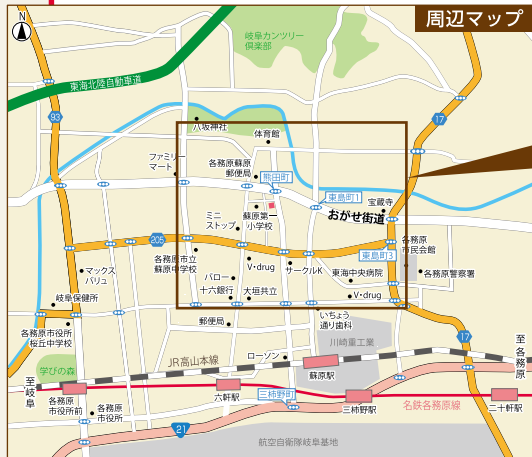 周辺マップ
N
岐阜カンツリー
倶楽部
東海北陸自動車道
93
17
八坂神社
体育館
ファミリー
マート
各務原蘇原
郵便局
熊田町
東島町1
宝蔵寺
おがせ街道
ミニ
ストップ
蘇原第一
小学校
205
東島町3
各務原
市民会館
各務原市立
蘇原中学校
V・drug
サークルK
東海中央病院
各務原警察署
マックス
バリュ
バロー
十六銀行
大垣共立
V・drug
岐阜保健所
郵便局
いちょう
通り歯科
各務原市役所
桜丘中学校
川崎重工業
17
至各務原
JR高山本線
ローソン
蘇原駅
学びの森
至岐阜
各務原
市役所前
六軒駅
三柿野町
三柿野駅
名鉄各務原線
二十軒駅
各務原
市役所
21
航空自衛隊岐阜基地